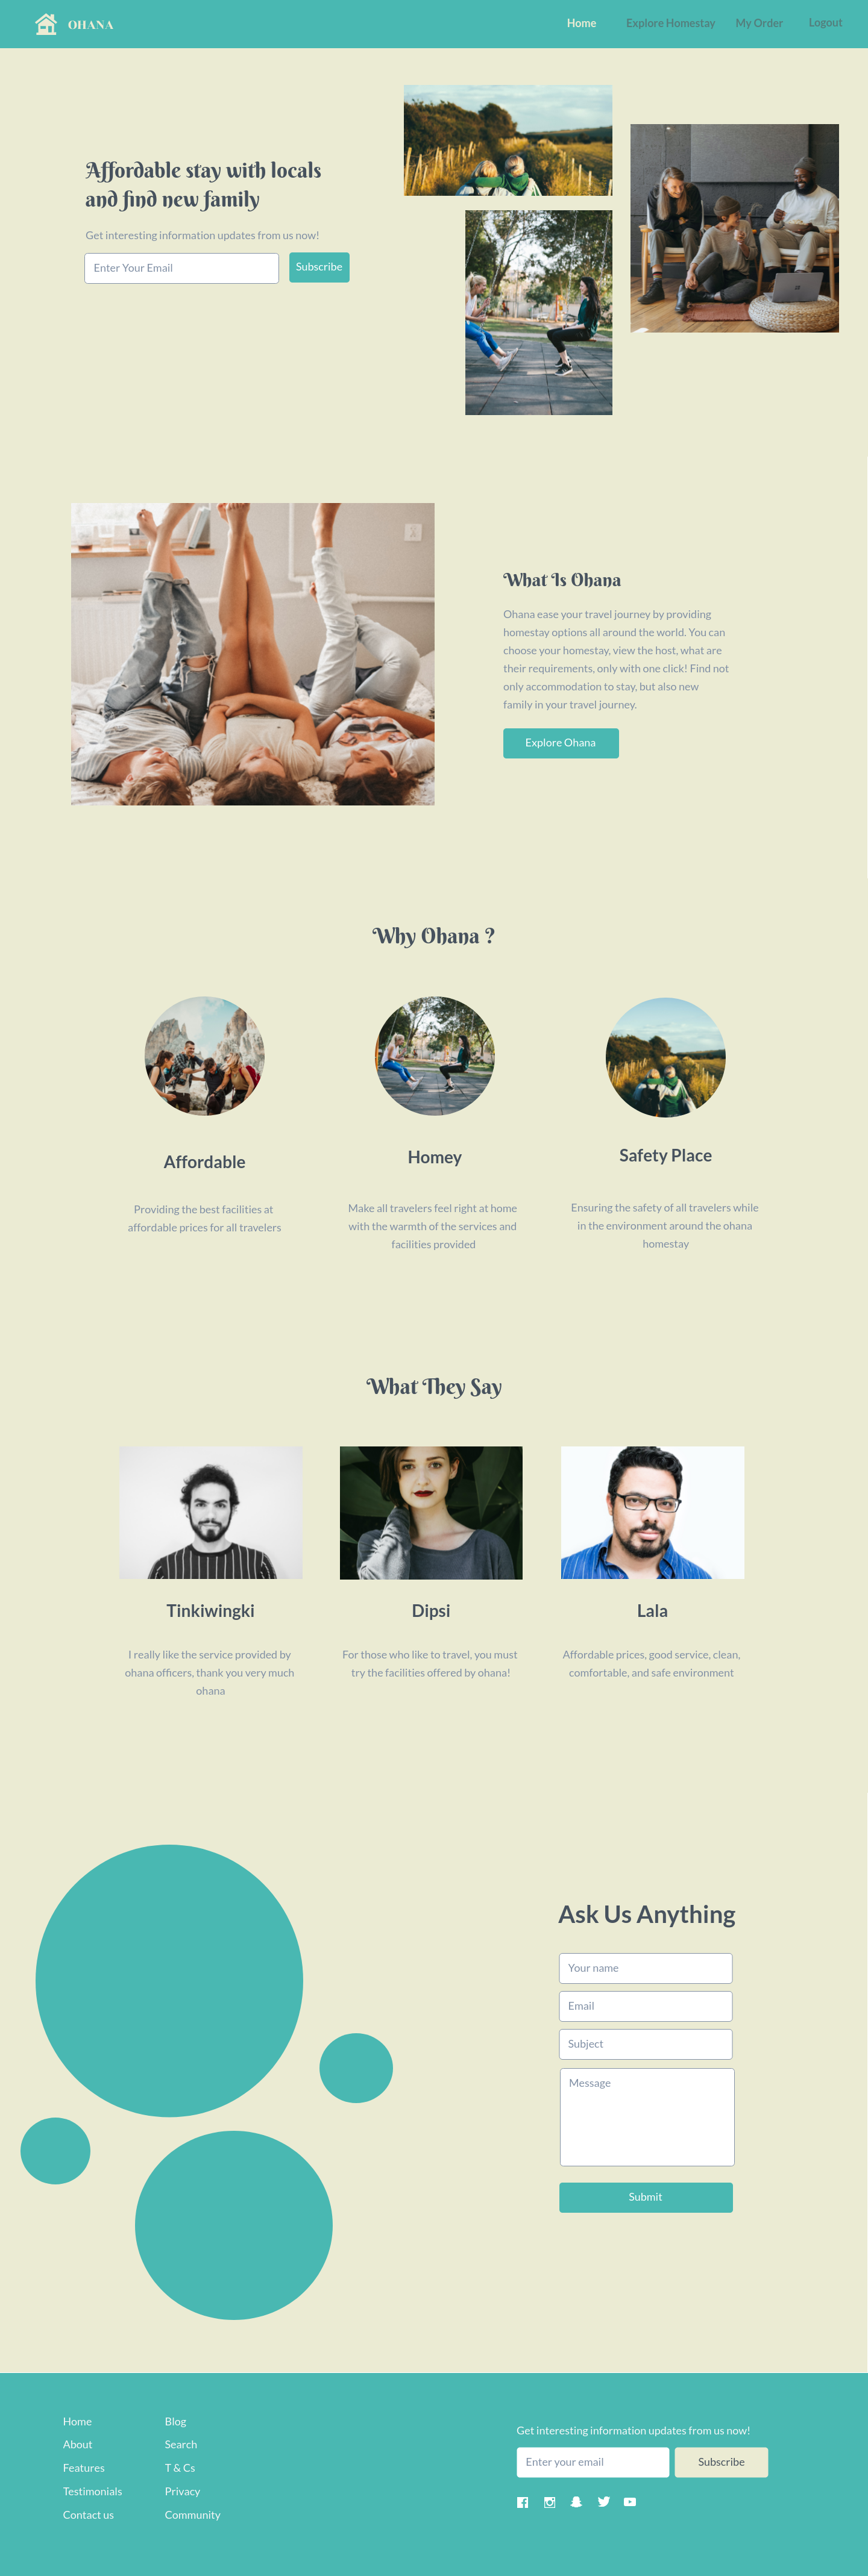 OHANA
Home Explore Homestay My Order Logout
Affordable stay with locals
and find new family
Get interesting information updates from us now!
Enter Your Email Subscribe
What Is Ohana
Ohana ease your travel journey by providing
homestay options all around the world. You can
choose your homestay, view the host, what are
their requirements, only with one click! Find not
only accommodation to stay, but also new
family in your travel journey.
Explore Ohana
Why Ohana ?
Affordable
Providing the best facilities at
affordable prices for all travelers
Homey
Make all travelers feel right at home
with the warmth of the services and
facilities provided
Safety Place
Ensuring the safety of all travelers while
in the environment around the ohana
homestay
What They Say
Tinkiwingki
I really like the service provided by
ohana officers, thank you very much
ohana
Dipsi
For those who like to travel, you must
try the facilities offered by ohana!
Lala
Affordable prices, good service, clean,
comfortable, and safe environment
Ask Us Anything
Your name
Email
Subject
Message
Submit
Home
About
Features
Testimonials
Contact us
Blog
Search
T & Cs
Privacy
Community
Get interesting information updates from us now!
Enter your email Subscribe